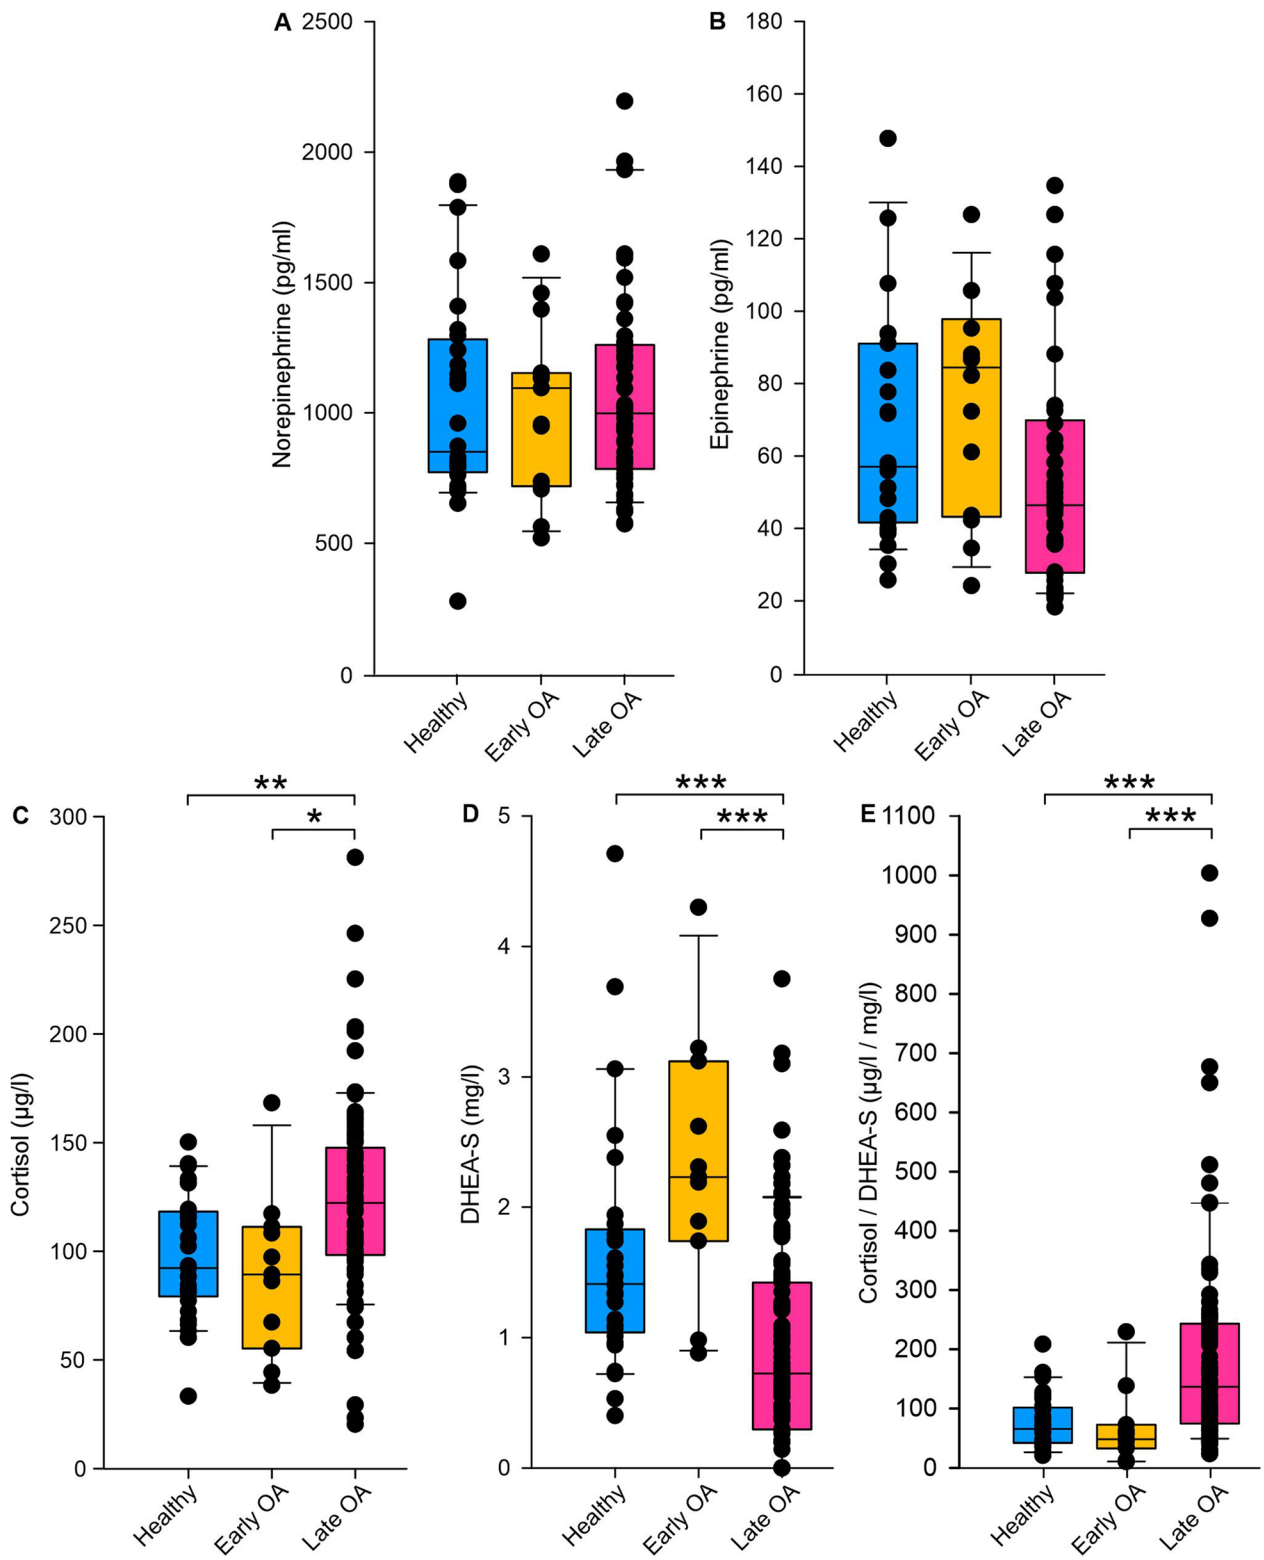 A
Norepinephrine (pg/ml)
2500
2000
1500
1000
500
0
Healthy
Early OA
Late OA
B
Epinephrine (pg/ml)
180
160
140
120
100
80
60
40
20
0
Healthy
Early OA
Late OA
C
**
*
Cortisol (µg/l)
300
250
200
150
100
50
0
Healthy
Early OA
Late OA
D
***
***
DHEA-S (mg/l)
5
4
3
2
1
0
Healthy
Early OA
Late OA
E
***
***
Cortisol / DHEA-S (µg/l / mg/l)
1100
1000
900
800
700
600
500
400
300
200
100
0
Healthy
Early OA
Late OA